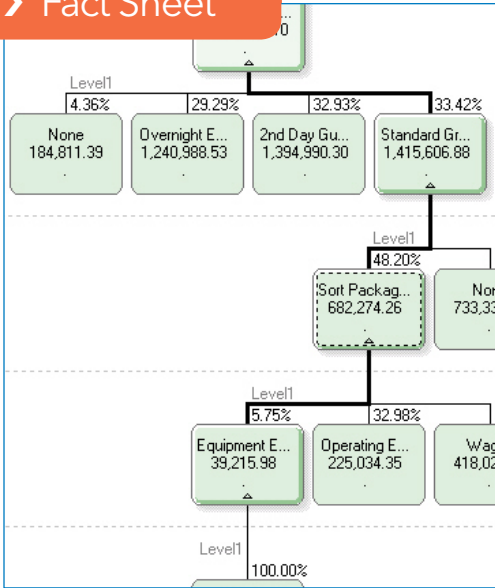 Fact Sheet
Level1
4.36% 29.29% 32.93% 33.42%
None Overnight E... 2nd Day Gu... Standard Gr...
184,811.39 1,240,988.53 1,394,990.30 1,415,606.88
Level1
48.20%
Sort Packag...
682,274.26
Level1
5.75% 32.98%
Equipment E... Operating E...
39,215.98 225,034.35
Level1
100.00%